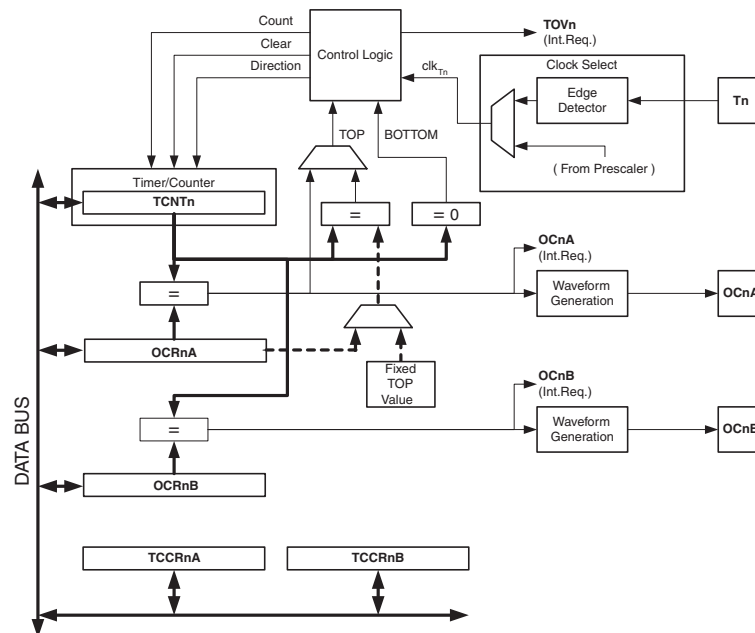 Count
Clear
Direction
Control Logic
TOVn
(Int.Req.)
clkTn
Clock Select
Edge
Detector
Tn
( From Prescaler )
TOP
BOTTOM
Timer/Counter
TCNTn
=
= 0
OCnA
(Int.Req.)
=
Waveform
Generation
OCnA
OCRnA
Fixed
TOP
Value
OCnB
(Int.Req.)
=
Waveform
Generation
OCnB
OCRnB
DATA BUS
TCCRnA
TCCRnB